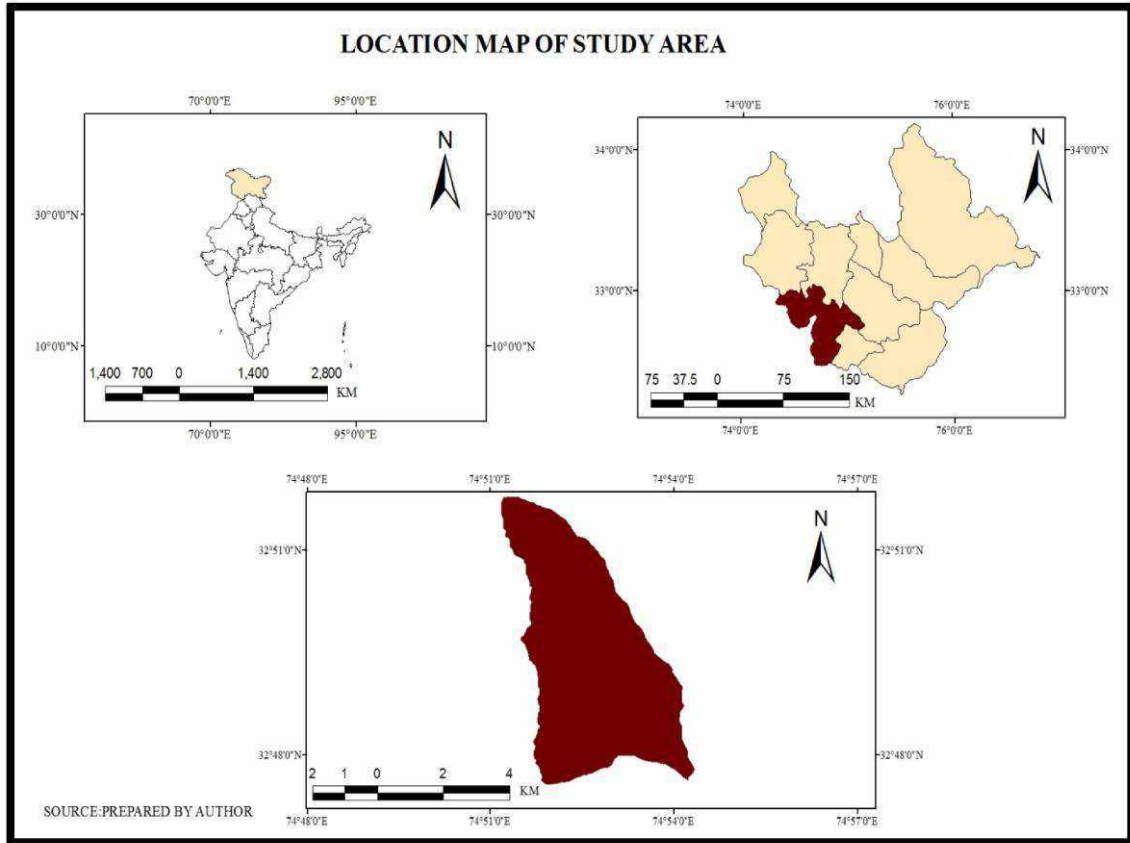 LOCATION MAP OF STUDY AREA
70°0'0"E 95°0'0"E
N
30°0'0"N 30°0'0"N
10°0'0"N 10°0'0"N
1,400 700 0 1,400 2,800
KM
70°0'0"E 95°0'0"E
74°0'0"E 76°0'0"E
N
34°0'0"N 34°0'0"N
33°0'0"N 33°0'0"N
75 37.5 0 75 150
KM
74°0'0"E 76°0'0"E
74°48'0"E 74°51'0"E 74°54'0"E 74°57'0"E
N
32°51'0"N 32°51'0"N
32°48'0"N 32°48'0"N
2 1 0 2 4
KM
74°48'0"E 74°51'0"E 74°54'0"E 74°57'0"E
SOURCE:PREPARED BY AUTHOR